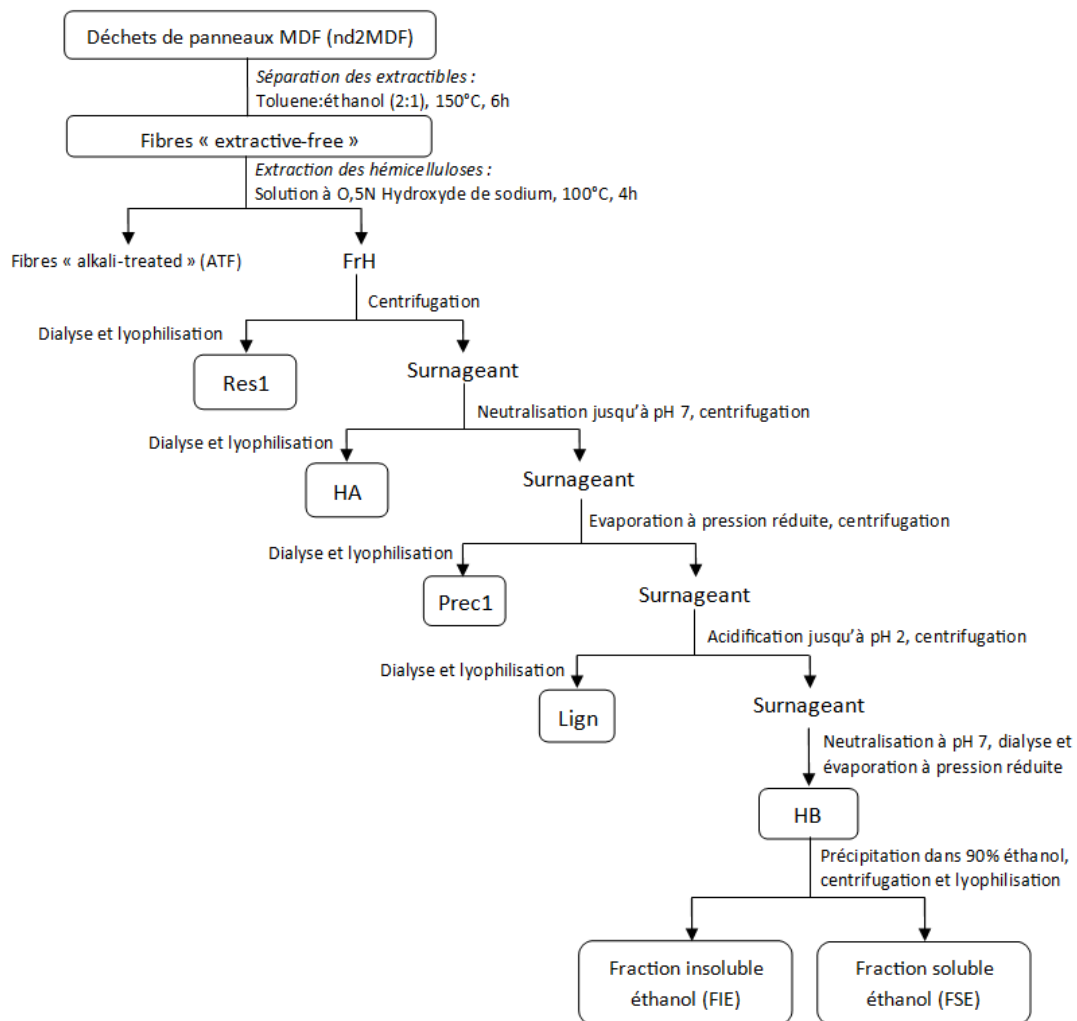 Déchets de panneaux MDF (nd2MDF)
Séparation des extractibles :
Toluene:éthanol (2:1), 150°C, 6h
Fibres « extractive-free »
Extraction des hémicelluloses :
Solution à O,5N Hydroxyde de sodium, 100°C, 4h
Fibres « alkali-treated » (ATF)
FrH
Centrifugation
Dialyse et lyophilisation
Res1
Surnageant
Neutralisation jusqu'à pH 7, centrifugation
Dialyse et lyophilisation
HA
Surnageant
Evaporation à pression réduite, centrifugation
Dialyse et lyophilisation
Prec1
Surnageant
Acidification jusqu'à pH 2, centrifugation
Dialyse et lyophilisation
Lign
Surnageant
Neutralisation à pH 7, dialyse et
évaporation à pression réduite
HB
Précipitation dans 90% éthanol,
centrifugation et lyophilisation
Fraction insoluble
éthanol (FIE)
Fraction soluble
éthanol (FSE)